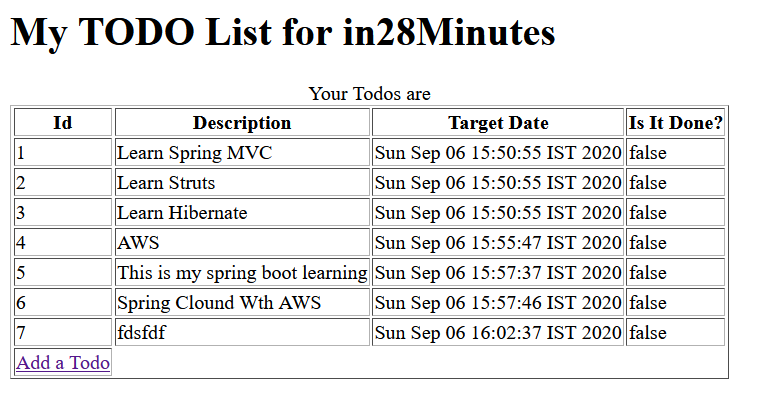 My TODO List for in28Minutes
Your Todos are
Id Description Target Date Is It Done?
1 Learn Spring MVC Sun Sep 06 15:50:55 IST 2020 false
2 Learn Struts Sun Sep 06 15:50:55 IST 2020 false
3 Learn Hibernate Sun Sep 06 15:50:55 IST 2020 false
4 AWS Sun Sep 06 15:55:47 IST 2020 false
5 This is my spring boot learning Sun Sep 06 15:57:37 IST 2020 false
6 Spring Clound Wth AWS Sun Sep 06 15:57:46 IST 2020 false
7 fdsfdf Sun Sep 06 16:02:37 IST 2020 false
Add a Todo